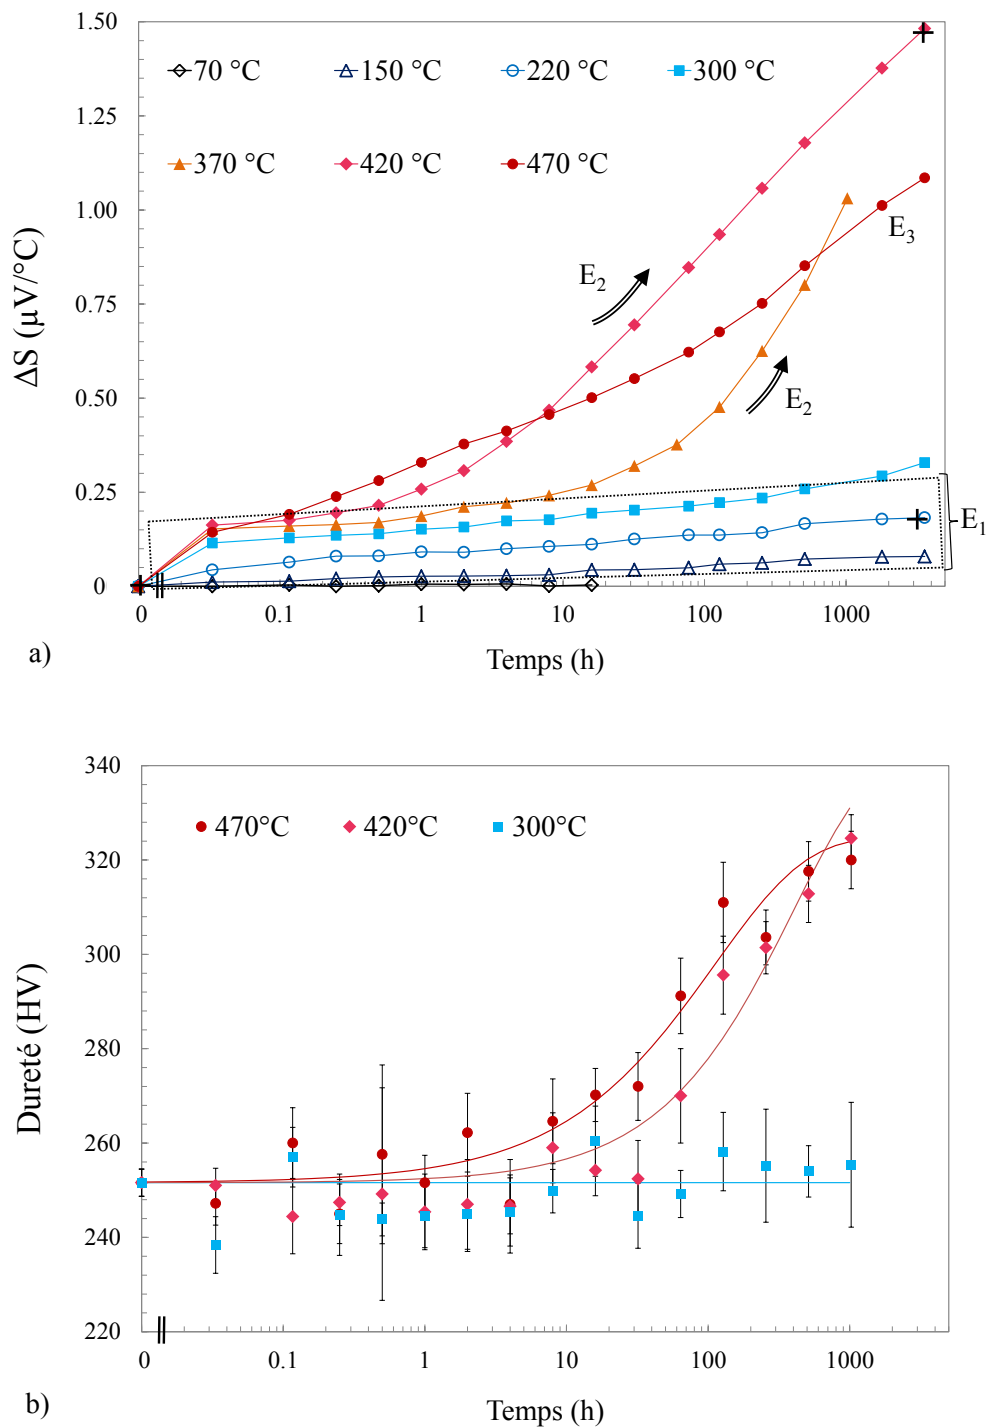 ΔS (µV/°C)
1.50
1.25
1.00
0.75
0.50
0.25
0
70 °C 150 °C 220 °C 300 °C
370 °C 420 °C 470 °C
E₂
E₃
E₂
E₁
0 0.1 1 10 100 1000
Temps (h)
a)
Dureté (HV)
340
320
300
280
260
240
220
470°C 420°C 300°C
0 0.1 1 10 100 1000
Temps (h)
b)